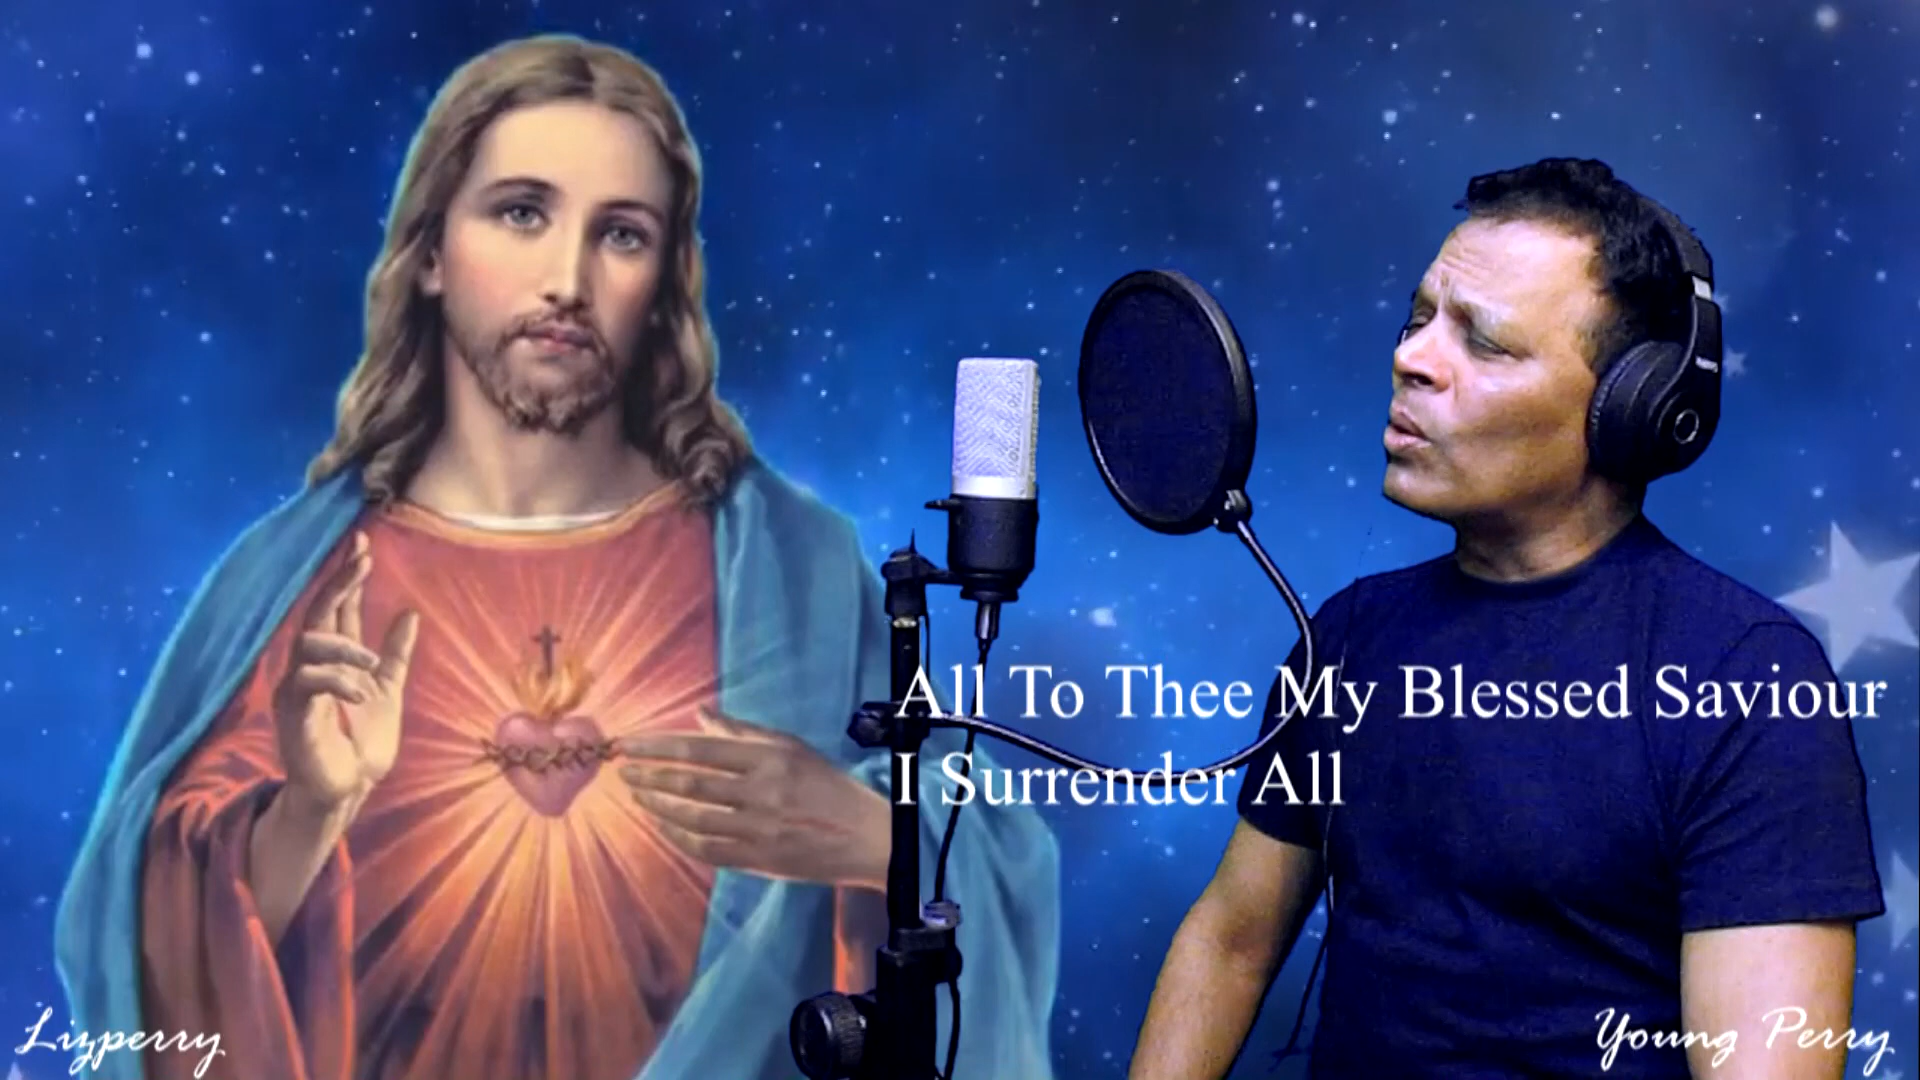 All To Thee My Blessed Saviour
I Surrender All
Lizperry
Young Perry